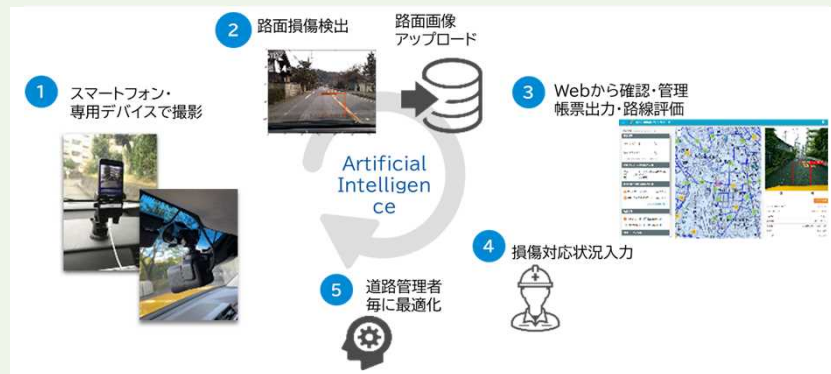 1
スマートフォン・
専用デバイスで撮影
2
路面損傷検出
路面画像
アップロード
3
Webから確認・管理
帳票出力・路線評価
4
損傷対応状況入力
5
道路管理者
毎に最適化
Artificial
Intelligen
ce